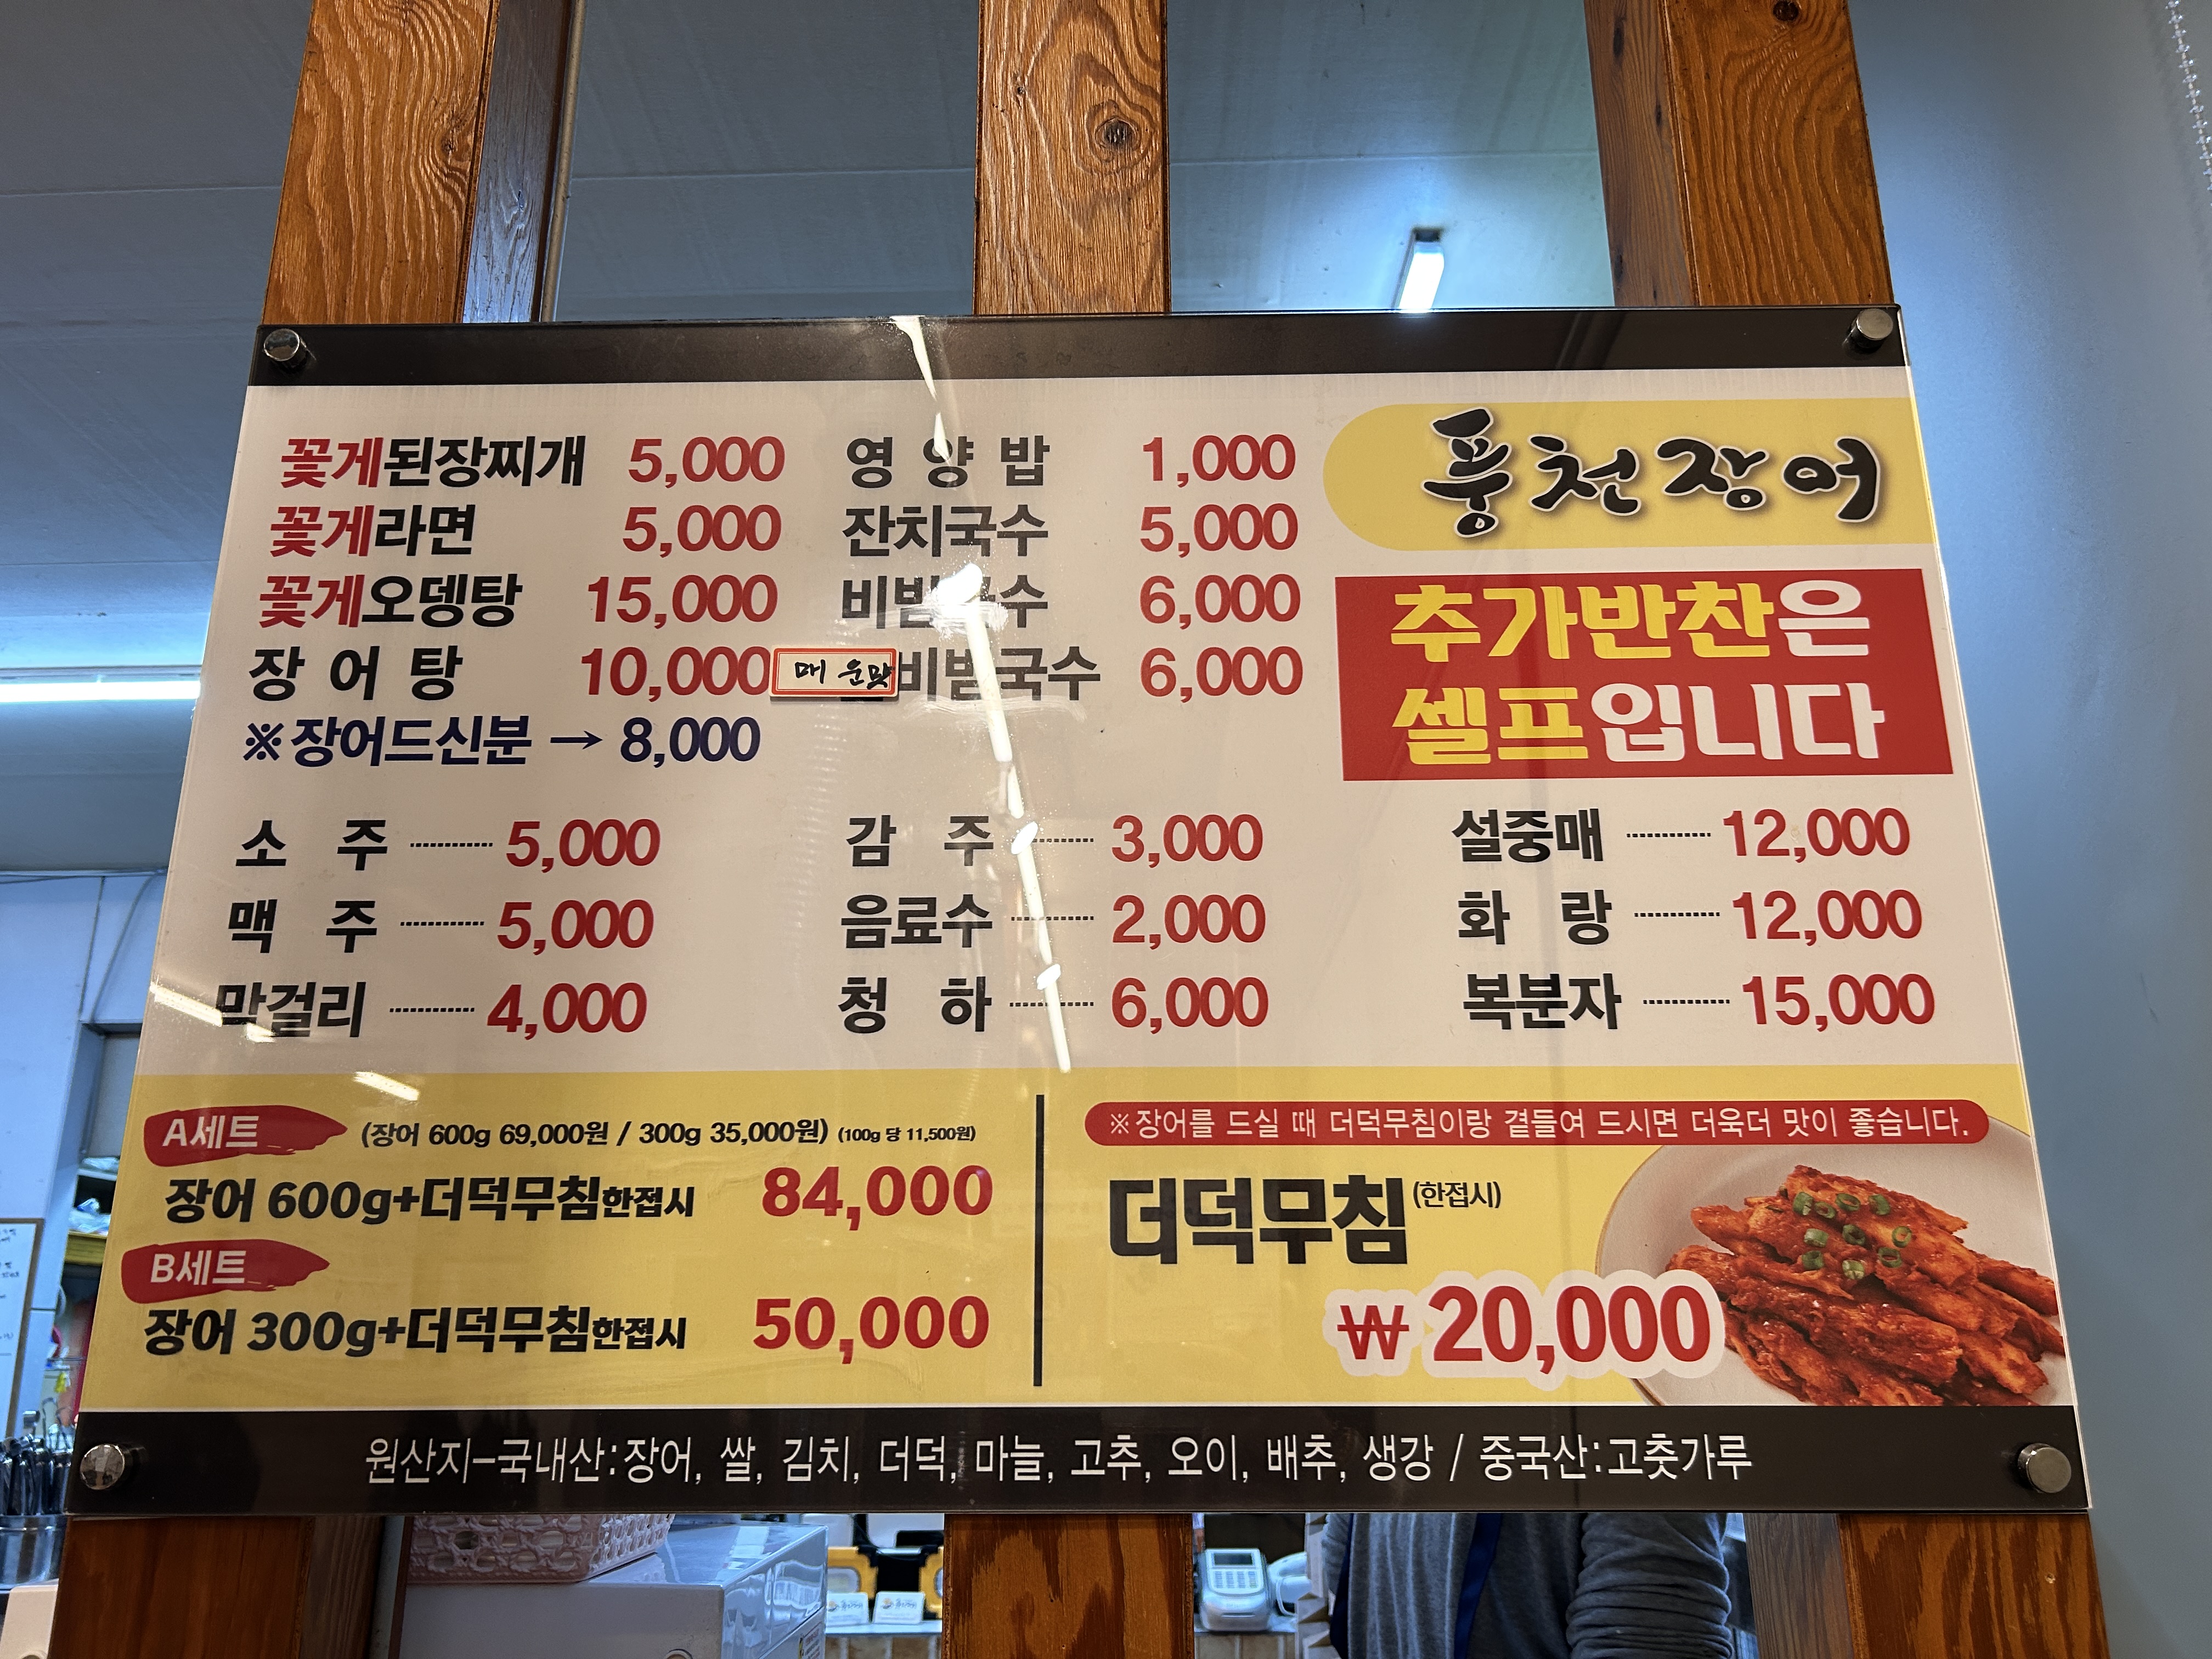 꽃게된장찌개 5,000
꽃게라면 5,000
꽃게오뎅탕 15,000
장 어 탕 10,000
※장어드신분 → 8,000
영 양 밥 1,000
잔치국수 5,000
비빔국수 6,000
매운맛 비빔국수 6,000
풍천장어
추가반찬은
셀프입니다
소 주 5,000
맥 주 5,000
막걸리 4,000
감 주 3,000
음료수 2,000
청 하 6,000
설중매 12,000
화 랑 12,000
복분자 15,000
A세트 (장어 600g 69,000원 / 300g 35,000원) (100g 당 11,500원)
장어 600g+더덕무침한접시 84,000
B세트
장어 300g+더덕무침한접시 50,000
※장어를 드실 때 더덕무침이랑 곁들여 드시면 더욱더 맛이 좋습니다.
더덕무침(한접시)
₩20,000
원산지-국내산:장어, 쌀, 김치, 더덕, 마늘, 고추, 오이, 배추, 생강 / 중국산:고춧가루